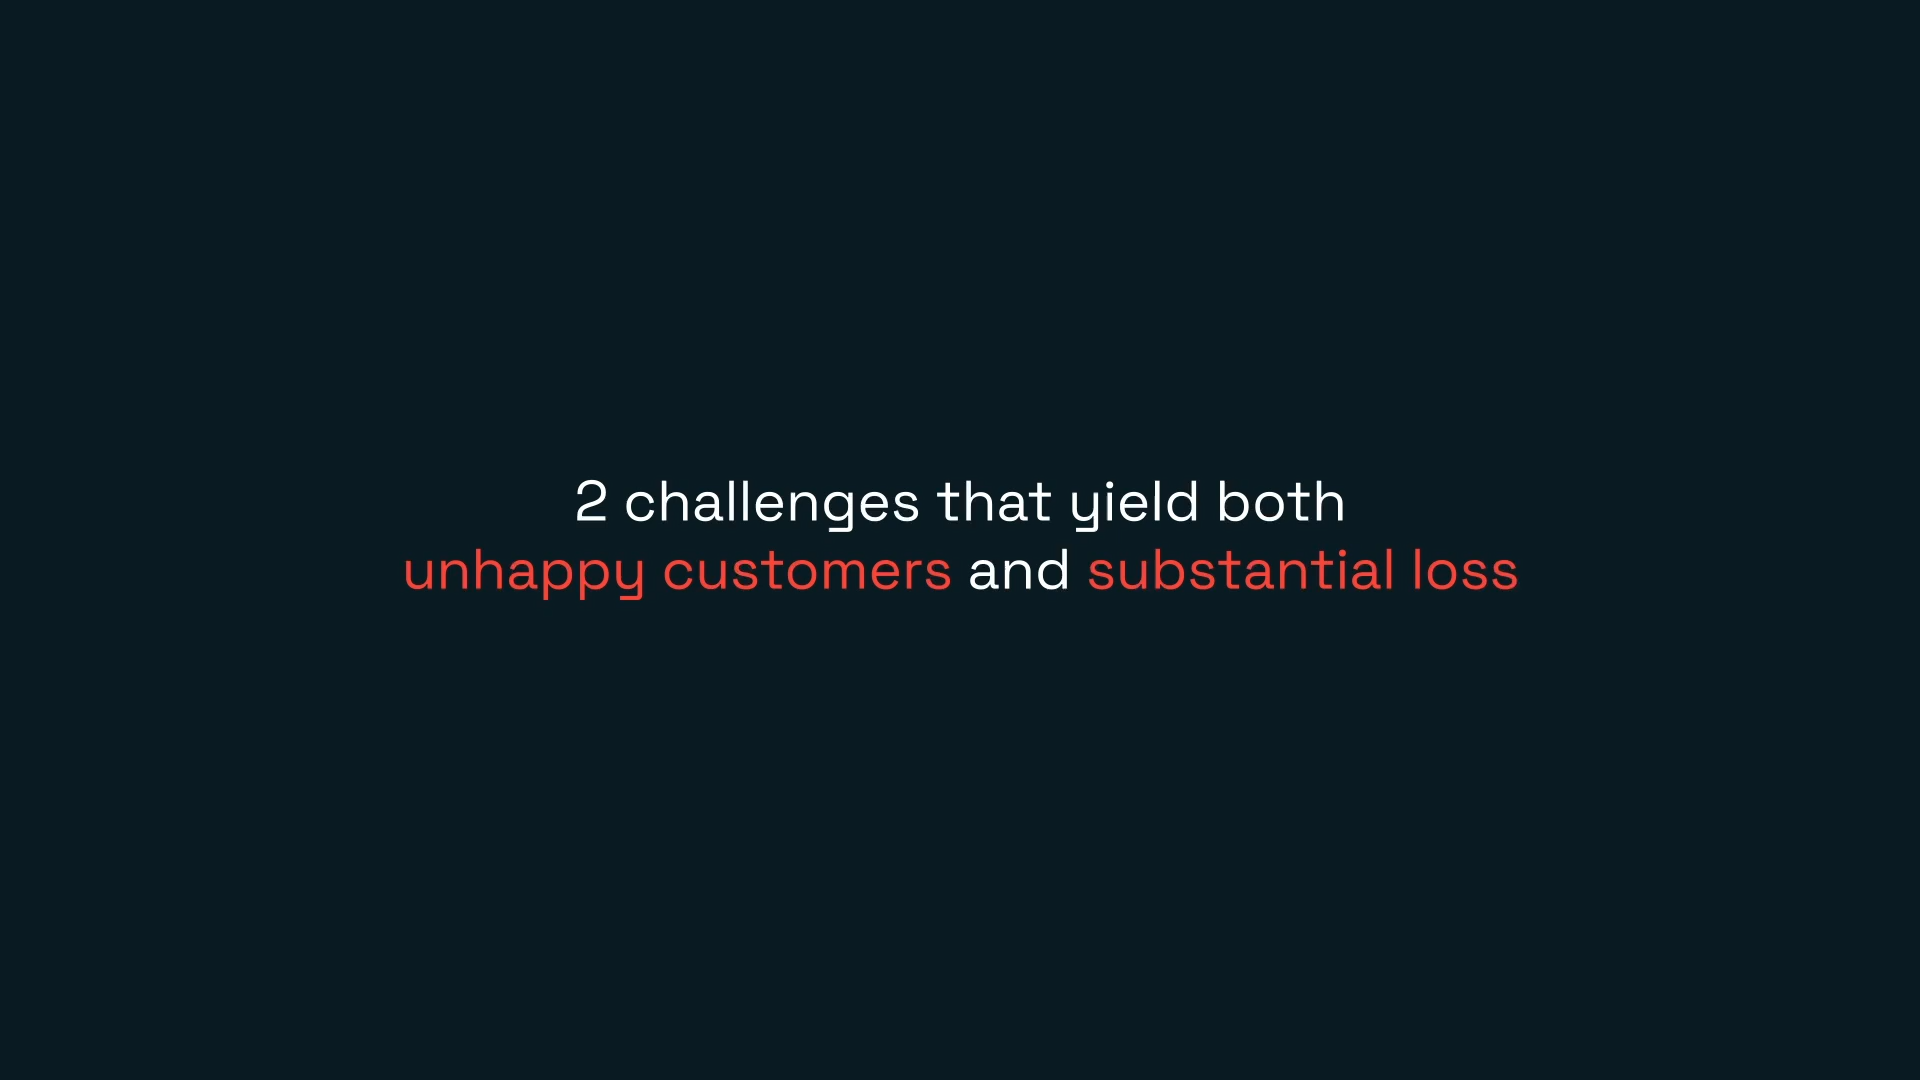 2 challenges that yield both
unhappy customers and substantial loss